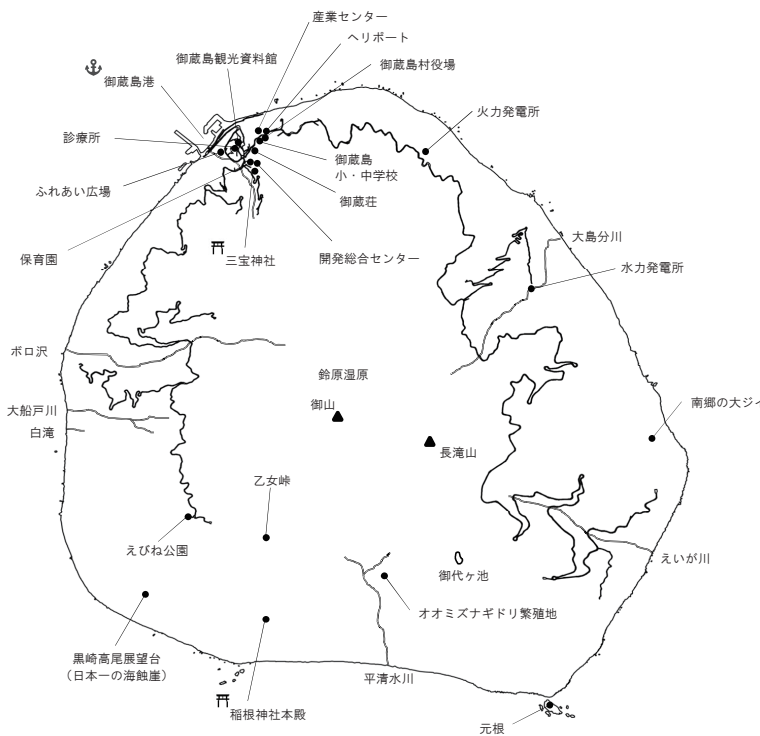 産業センター
ヘリポート
御蔵島観光資料館
御蔵島村役場
御蔵島港
火力発電所
診療所
御蔵島
小・中学校
ふれあい広場
御蔵荘
大島分川
保育園
三宝神社
開発総合センター
水力発電所
ボロ沢
鈴原湿原
御山
南郷の大ジイ
大船戸川
白滝
長滝山
乙女峠
えびね公園
えいが川
御代ヶ池
オオミズナギドリ繁殖地
黒崎高尾展望台
（日本一の海蝕崖）
平清水川
稲根神社本殿
元根